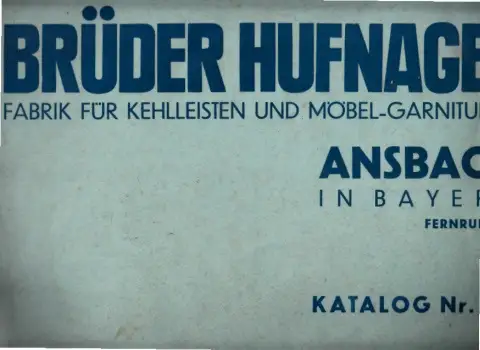 BRÜDER HUFNAGE
FABRIK FÜR KEHLLEISTEN UND MÖBEL-GARNITU
ANSBAC
IN BAYER
FERNRU
KATALOG Nr.